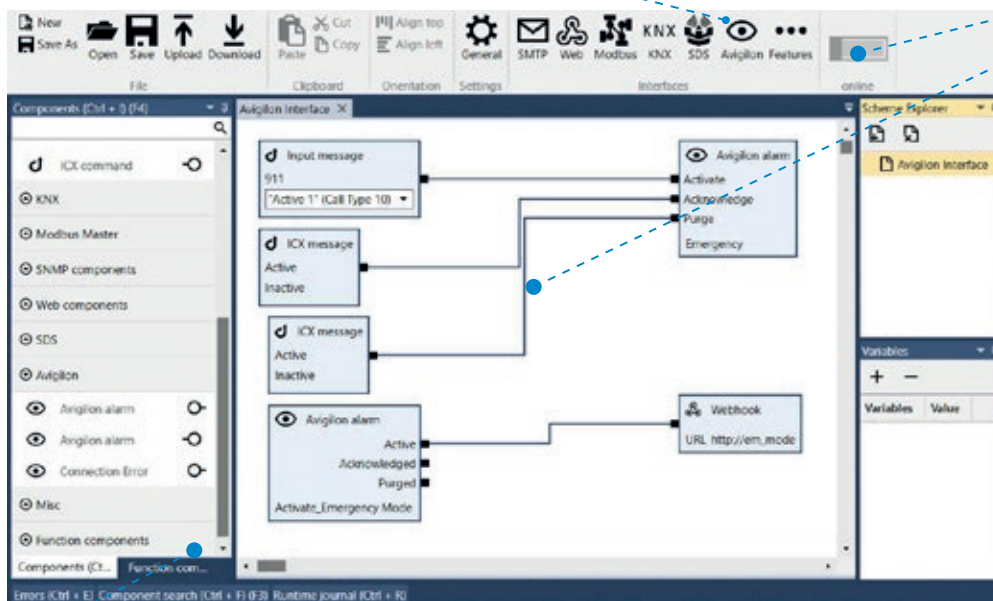 New
Save As
Open Save Upload Download
Paste
Cut
Copy
Align top
Align left
General
SMTP Web Modbus KNX KNX SDS Avigilon Features
File
Clipboard
Orientation
Settings
Interfaces
online
Components (Ctrl + I) (F4)
ICX command
KNX
Modbus Master
SNMP components
Web components
SDS
Avigilon
Avigilon alarm
Avigilon alarm
Connection Error
Misc
Function components
Components (Ct...
Function com...
Avigilon Interface
Input message
911
"Active 1" (Call Type 10)
ICX message
Active
Inactive
ICX message
Active
Inactive
Avigilon alarm
Active
Acknowledged
Purged
Activate_Emergency Mode
Avigilon alarm
Activate
Acknowledge
Purge
Emergency
Webhook
URL http://em_mode
Scheme Explorer
Avigilon Interface
Variables
Variables Value
Errors (Ctrl + E) Component search (Ctrl + F) (F3) Runtime journal (Ctrl + R)